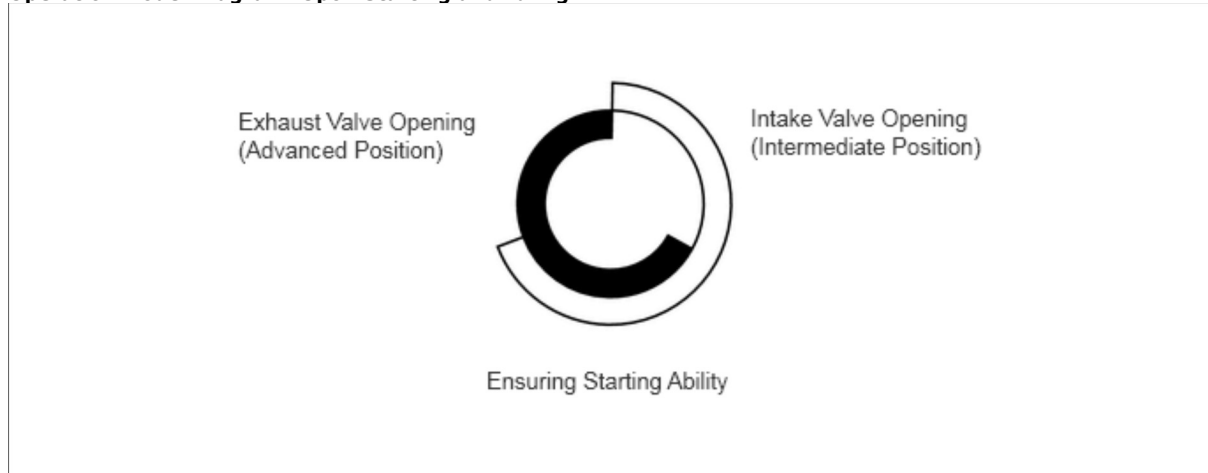 Exhaust Valve Opening
(Advanced Position)
Intake Valve Opening
(Intermediate Position)
Ensuring Starting Ability